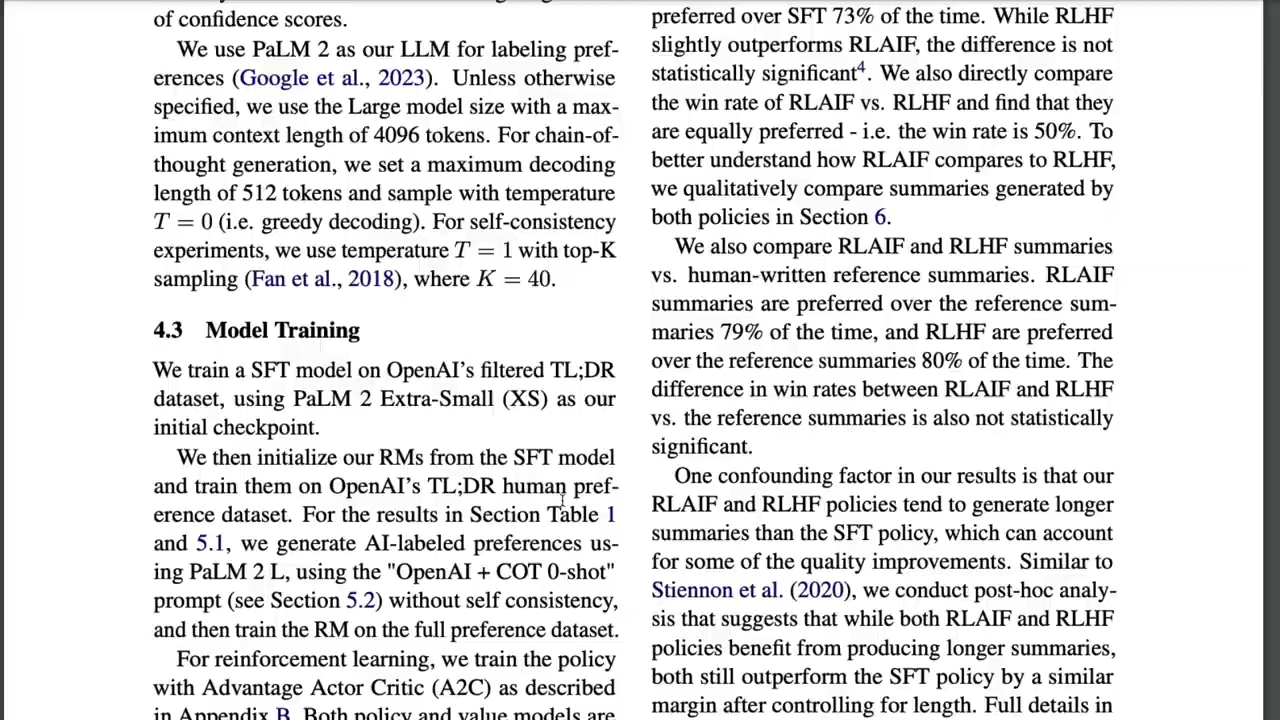 of confidence scores.
We use PaLM 2 as our LLM for labeling pref-
erences (Google et al., 2023). Unless otherwise
specified, we use the Large model size with a max-
imum context length of 4096 tokens. For chain-of-
thought generation, we set a maximum decoding
length of 512 tokens and sample with temperature
T = 0 (i.e. greedy decoding). For self-consistency
experiments, we use temperature T = 1 with top-K
sampling (Fan et al., 2018), where K = 40.
4.3 Model Training
We train a SFT model on OpenAI's filtered TL;DR
dataset, using PaLM 2 Extra-Small (XS) as our
initial checkpoint.
We then initialize our RMs from the SFT model
and train them on OpenAI's TL;DR human pref-
erence dataset. For the results in Section Table 1
and 5.1, we generate AI-labeled preferences us-
ing PaLM 2 L, using the "OpenAI + COT 0-shot"
prompt (see Section 5.2) without self consistency,
and then train the RM on the full preference dataset.
For reinforcement learning, we train the policy
with Advantage Actor Critic (A2C) as described
in Appendix B. Both policy and value models are
preferred over SFT 73% of the time. While RLHF
slightly outperforms RLAIF, the difference is not
statistically significant⁴. We also directly compare
the win rate of RLAIF vs. RLHF and find that they
are equally preferred - i.e. the win rate is 50%. To
better understand how RLAIF compares to RLHF,
we qualitatively compare summaries generated by
both policies in Section 6.
We also compare RLAIF and RLHF summaries
vs. human-written reference summaries. RLAIF
summaries are preferred over the reference sum-
maries 79% of the time, and RLHF are preferred
over the reference summaries 80% of the time. The
difference in win rates between RLAIF and RLHF
vs. the reference summaries is also not statistically
significant.
One confounding factor in our results is that our
RLAIF and RLHF policies tend to generate longer
summaries than the SFT policy, which can account
for some of the quality improvements. Similar to
Stiennon et al. (2020), we conduct post-hoc analy-
sis that suggests that while both RLAIF and RLHF
policies benefit from producing longer summaries,
both still outperform the SFT policy by a similar
margin after controlling for length. Full details in